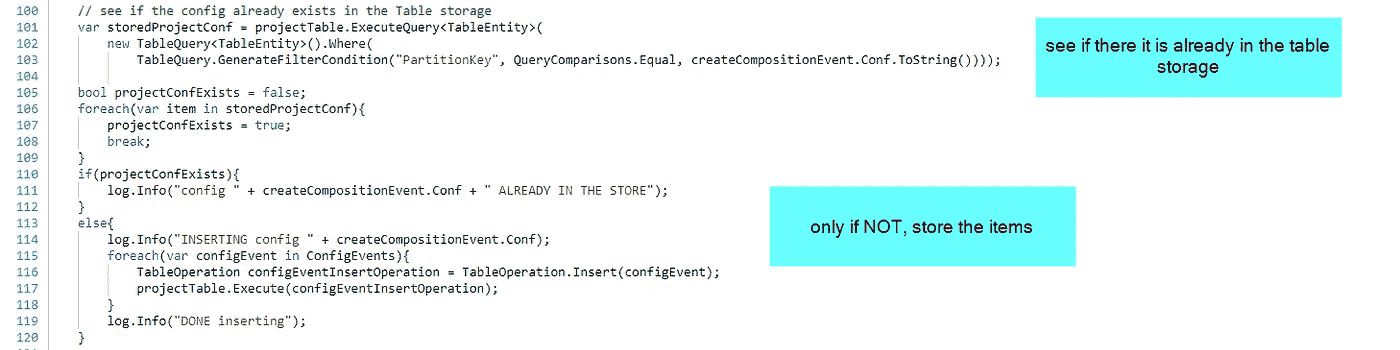 100 // see if the config already exists in the Table storage
101 var storedProjectConf = projectTable.ExecuteQuery<TableEntity>(
102 new TableQuery<TableEntity>().Where(
103 TableQuery.GenerateFilterCondition("PartitionKey", QueryComparisons.Equal, createCompositionEvent.Conf.ToString())));
see if there it is already in the table
storage
104
105 bool projectConfExists = false;
106 foreach(var item in storedProjectConf){
107 projectConfExists = true;
108 break;
109 }
110 if(projectConfExists){
111 log.Info("config " + createCompositionEvent.Conf + " ALREADY IN THE STORE");
112 }
113 else{
only if NOT, store the items
114 log.Info("INSERTING config " + createCompositionEvent.Conf);
115 foreach(var configEvent in ConfigEvents){
116 TableOperation configEventInsertOperation = TableOperation.Insert(configEvent);
117 projectTable.Execute(configEventInsertOperation);
118 }
119 log.Info("DONE inserting");
120 }